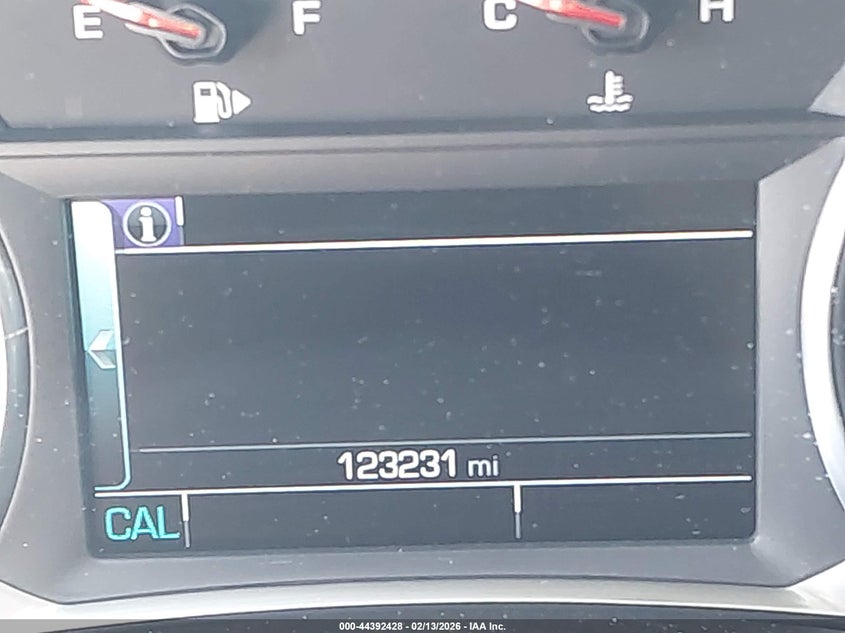 E F C H
i
123231 mi
CAL
000-44392428 - 02/13/2026 - IAA Inc.